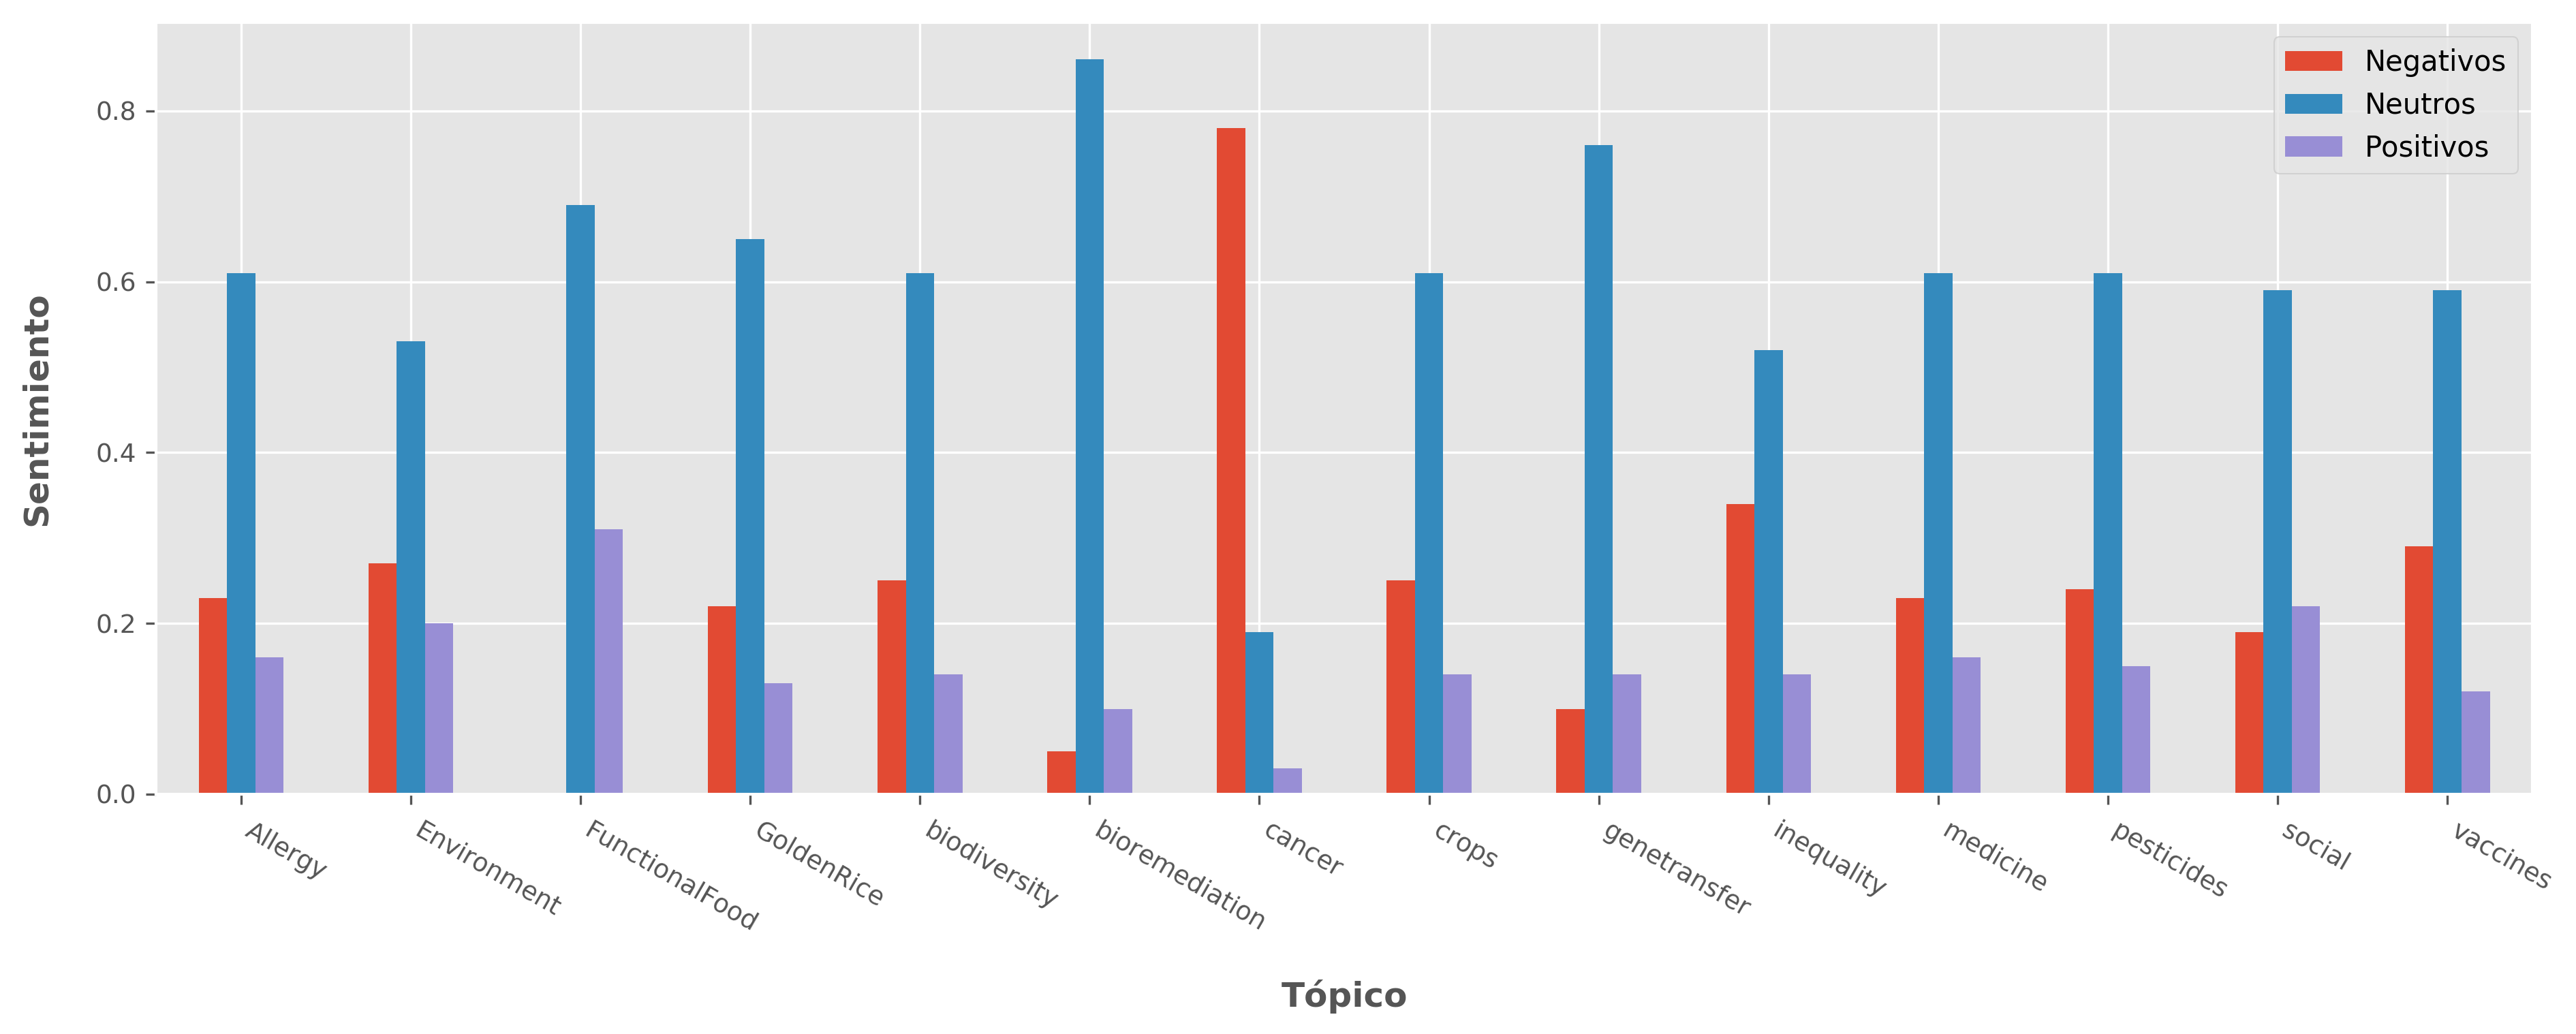 Negativos
Neutros
Positivos
0.8
0.6
0.4
0.2
0.0
Sentimiento
Allergy
Environment
FunctionalFood
GoldenRice
biodiversity
bioremediation
cancer
crops
genetransfer
inequality
medicine
pesticides
social
vaccines
Tópico